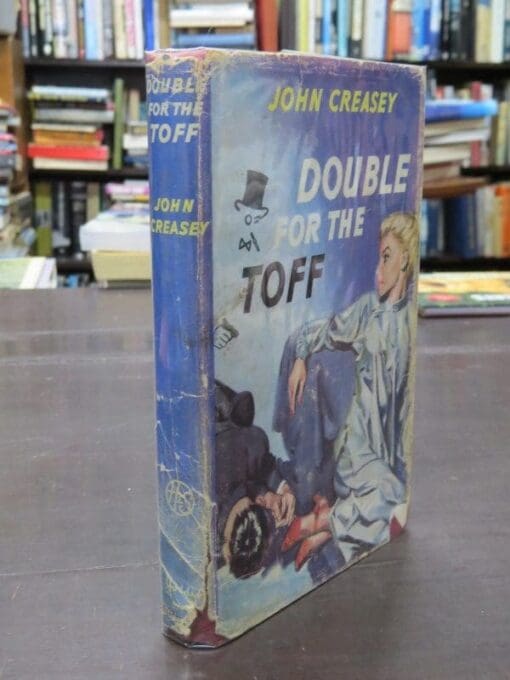 DOUBLE
FOR THE
TOFF
JOHN
CREASEY
H&S
JOHN CREASEY
DOUBLE
FOR THE
TOFF